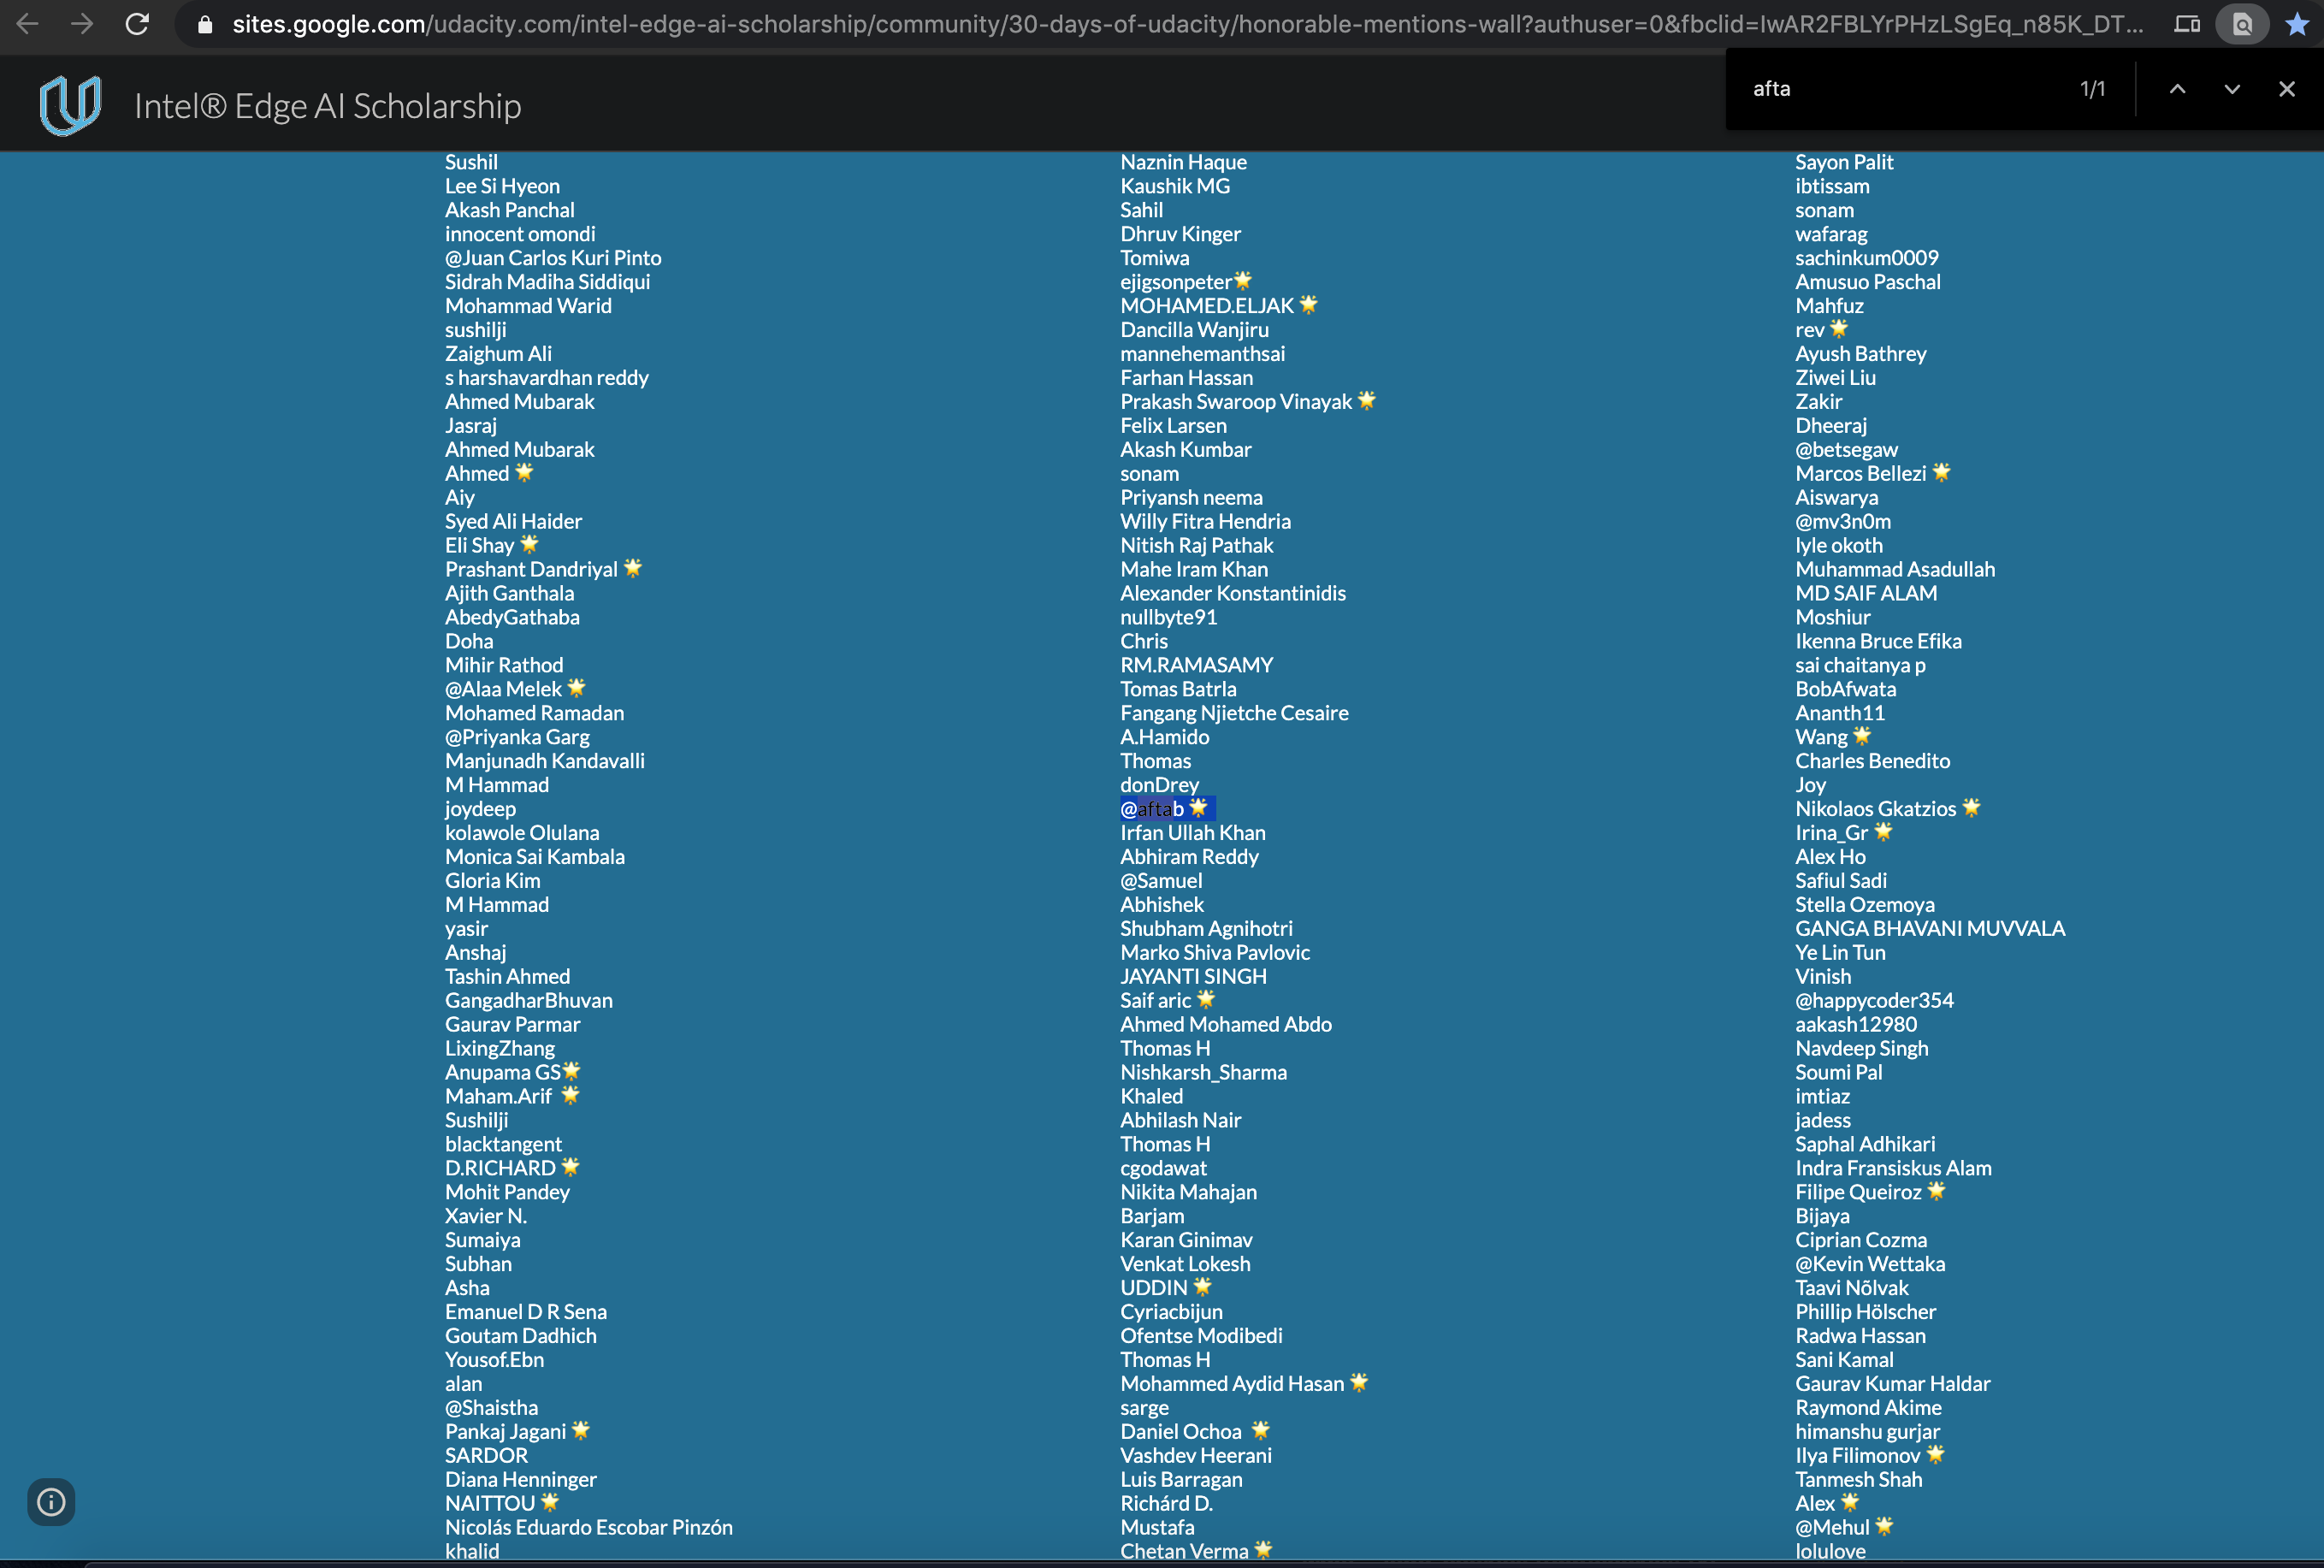 sites.google.com/udacity.com/intel-edge-ai-scholarship/community/30-days-of-udacity/honorable-mentions-wall?authuser=0&fbclid=IwAR2FBLYrPHzLSgEq_n85K_DT...
afta 1/1
Intel® Edge AI Scholarship
Sushil
Lee Si Hyeon
Akash Panchal
innocent omondi
@Juan Carlos Kuri Pinto
Sidrah Madiha Siddiqui
Mohammad Warid
sushilji
Zaighum Ali
s harshavardhan reddy
Ahmed Mubarak
Jasraj
Ahmed Mubarak
Ahmed 🌟
Aiy
Syed Ali Haider
Eli Shay 🌟
Prashant Dandriyal 🌟
Ajith Ganthala
AbedyGathaba
Doha
Mihir Rathod
@Alaa Melek 🌟
Mohamed Ramadan
@Priyanka Garg
Manjunadh Kandavalli
M Hammad
joydeep
kolawole Olulana
Monica Sai Kambala
Gloria Kim
M Hammad
yasir
Anshaj
Tashin Ahmed
GangadharBhuvan
Gaurav Parmar
LixingZhang
Anupama GS🌟
Maham.Arif 🌟
Sushilji
blacktangent
D.RICHARD 🌟
Mohit Pandey
Xavier N.
Sumaiya
Subhan
Asha
Emanuel D R Sena
Goutam Dadhich
Yousof.Ebn
alan
@Shaistha
Pankaj Jagani 🌟
SARDOR
Diana Henninger
NAITTOU 🌟
Nicolás Eduardo Escobar Pinzón
khalid
Naznin Haque
Kaushik MG
Sahil
Dhruv Kinger
Tomiwa
ejigsonpeter🌟
MOHAMED.ELJAK 🌟
Dancilla Wanjiru
mannehemanthsai
Farhan Hassan
Prakash Swaroop Vinayak 🌟
Felix Larsen
Akash Kumbar
sonam
Priyansh neema
Willy Fitra Hendria
Nitish Raj Pathak
Mahe Iram Khan
Alexander Konstantinidis
nullbyte91
Chris
RM.RAMASAMY
Tomas Batrla
Fangang Njietche Cesaire
A.Hamido
Thomas
donDrey
@aftab 🌟
Irfan Ullah Khan
Abhiram Reddy
@Samuel
Abhishek
Shubham Agnihotri
Marko Shiva Pavlovic
JAYANTI SINGH
Saif aric 🌟
Ahmed Mohamed Abdo
Thomas H
Nishkarsh_Sharma
Khaled
Abhilash Nair
Thomas H
cgodawat
Nikita Mahajan
Barjam
Karan Ginimav
Venkat Lokesh
UDDIN 🌟
Cyriacbijun
Ofentse Modibedi
Thomas H
Mohammed Aydid Hasan 🌟
sarge
Daniel Ochoa 🌟
Vashdev Heerani
Luis Barragan
Richárd D.
Mustafa
Chetan Verma 🌟
Sayon Palit
ibtissam
sonam
wafarag
sachinkum0009
Amusuo Paschal
Mahfuz
rev 🌟
Ayush Bathrey
Ziwei Liu
Zakir
Dheeraj
@betsegaw
Marcos Bellezi 🌟
Aiswarya
@mv3n0m
lyle okoth
Muhammad Asadullah
MD SAIF ALAM
Moshiur
Ikenna Bruce Efika
sai chaitanya p
BobAfwata
Ananth11
Wang 🌟
Charles Benedito
Joy
Nikolaos Gkatzios 🌟
Irina_Gr 🌟
Alex Ho
Safiul Sadi
Stella Ozemoya
GANGA BHAVANI MUVVALA
Ye Lin Tun
Vinish
@happycoder354
aakash12980
Navdeep Singh
Soumi Pal
imtiaz
jadess
Saphal Adhikari
Indra Fransiskus Alam
Filipe Queiroz 🌟
Bijaya
Ciprian Cozma
@Kevin Wettaka
Taavi Nõlvak
Phillip Hölscher
Radwa Hassan
Sani Kamal
Gaurav Kumar Haldar
Raymond Akime
himanshu gurjar
Ilya Filimonov 🌟
Tanmesh Shah
Alex 🌟
@Mehul 🌟
lolulove